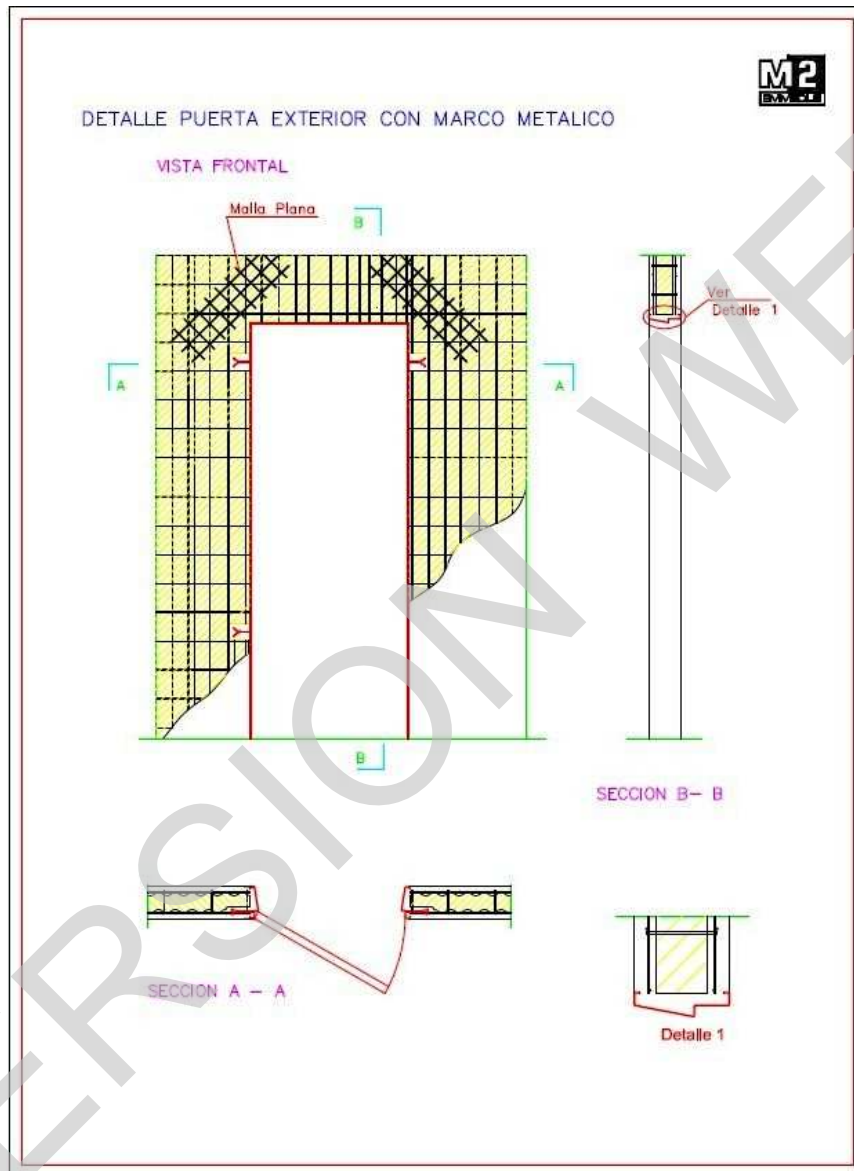 M2
EMMEDUE
DETALLE PUERTA EXTERIOR CON MARCO METALICO
VISTA FRONTAL
Malla Plana
B
Ver
Detalle 1
A
A
B
SECCION B- B
SECCION A - A
Detalle 1
VERSION WEB